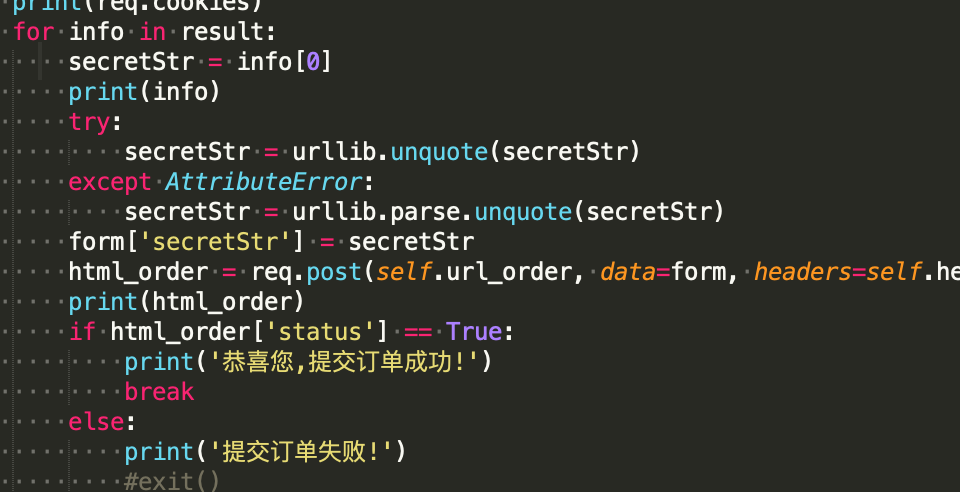 print(req.cookies)
for info in result:
secretStr = info[0]
print(info)
try:
secretStr = urllib.unquote(secretStr)
except AttributeError:
secretStr = urllib.parse.unquote(secretStr)
form['secretStr'] = secretStr
html_order = req.post(self.url_order, data=form, headers=self.he
print(html_order)
if html_order['status'] == True:
print('恭喜您,提交订单成功!')
break
else:
print('提交订单失败!')
#exit()